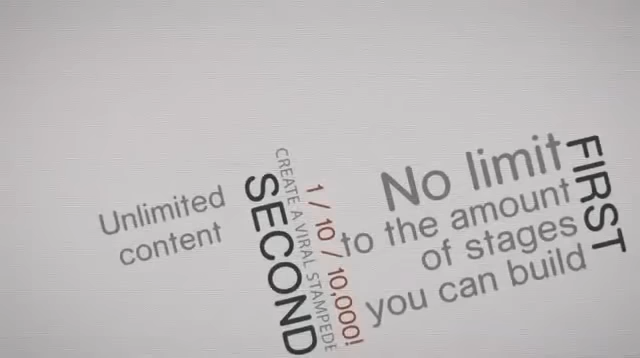 FIRST
No limit
to the amount
of stages
you can build
1 / 10 / 10,000!
CREATE A VIRAL STAMPEDE
SECOND
Unlimited
content